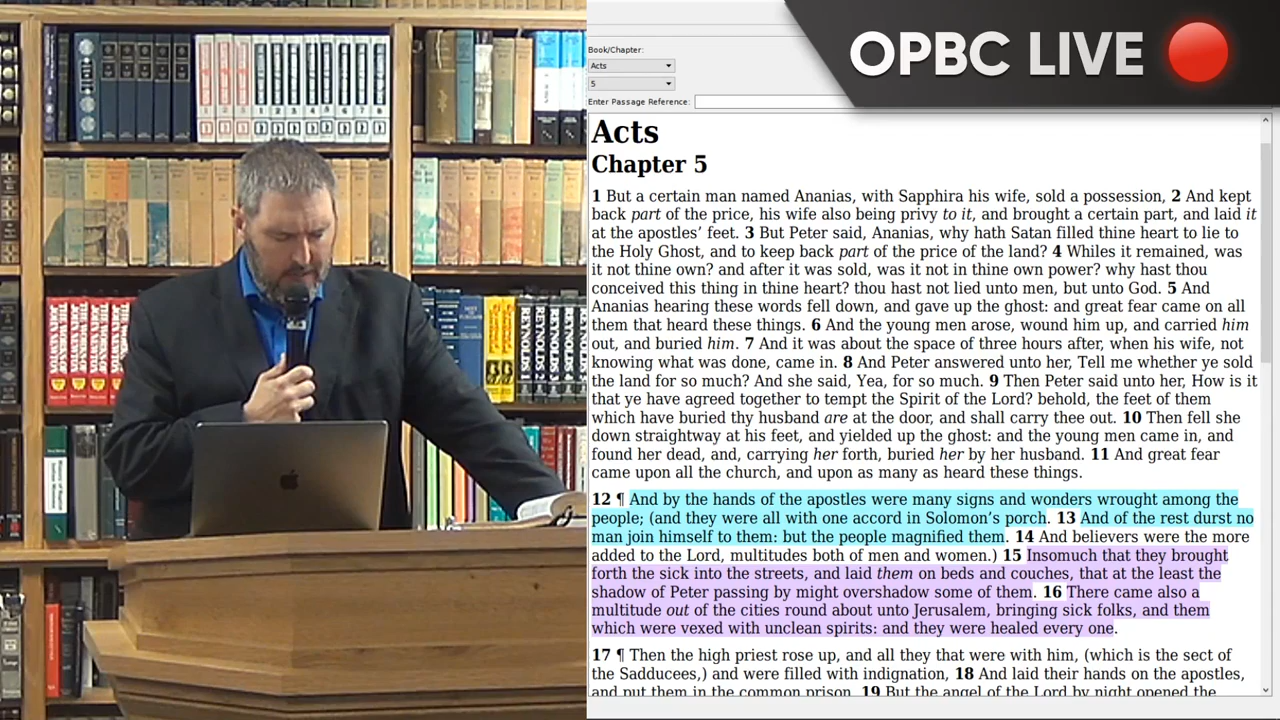 OPBC LIVE
Book/Chapter:
Acts
5
Enter Passage Reference:
Acts
Chapter 5
1 But a certain man named Ananias, with Sapphira his wife, sold a possession, 2 And kept
back part of the price, his wife also being privy to it, and brought a certain part, and laid it
at the apostles’ feet. 3 But Peter said, Ananias, why hath Satan filled thine heart to lie to
the Holy Ghost, and to keep back part of the price of the land? 4 Whiles it remained, was
it not thine own? and after it was sold, was it not in thine own power? why hast thou
conceived this thing in thine heart? thou hast not lied unto men, but unto God. 5 And
Ananias hearing these words fell down, and gave up the ghost: and great fear came on all
them that heard these things. 6 And the young men arose, wound him up, and carried him
out, and buried him. 7 And it was about the space of three hours after, when his wife, not
knowing what was done, came in. 8 And Peter answered unto her, Tell me whether ye sold
the land for so much? And she said, Yea, for so much. 9 Then Peter said unto her, How is it
that ye have agreed together to tempt the Spirit of the Lord? behold, the feet of them
which have buried thy husband are at the door, and shall carry thee out. 10 Then fell she
down straightway at his feet, and yielded up the ghost: and the young men came in, and
found her dead, and, carrying her forth, buried her by her husband. 11 And great fear
came upon all the church, and upon as many as heard these things.
12 ¶ And by the hands of the apostles were many signs and wonders wrought among the
people; (and they were all with one accord in Solomon’s porch. 13 And of the rest durst no
man join himself to them: but the people magnified them. 14 And believers were the more
added to the Lord, multitudes both of men and women.) 15 Insomuch that they brought
forth the sick into the streets, and laid them on beds and couches, that at the least the
shadow of Peter passing by might overshadow some of them. 16 There came also a
multitude out of the cities round about unto Jerusalem, bringing sick folks, and them
which were vexed with unclean spirits: and they were healed every one.
17 ¶ Then the high priest rose up, and all they that were with him, (which is the sect of
the Sadducees,) and were filled with indignation, 18 And laid their hands on the apostles,
and put them in the common prison. 19 But the angel of the Lord by night opened the
REYNOLDS
REYNOLDS